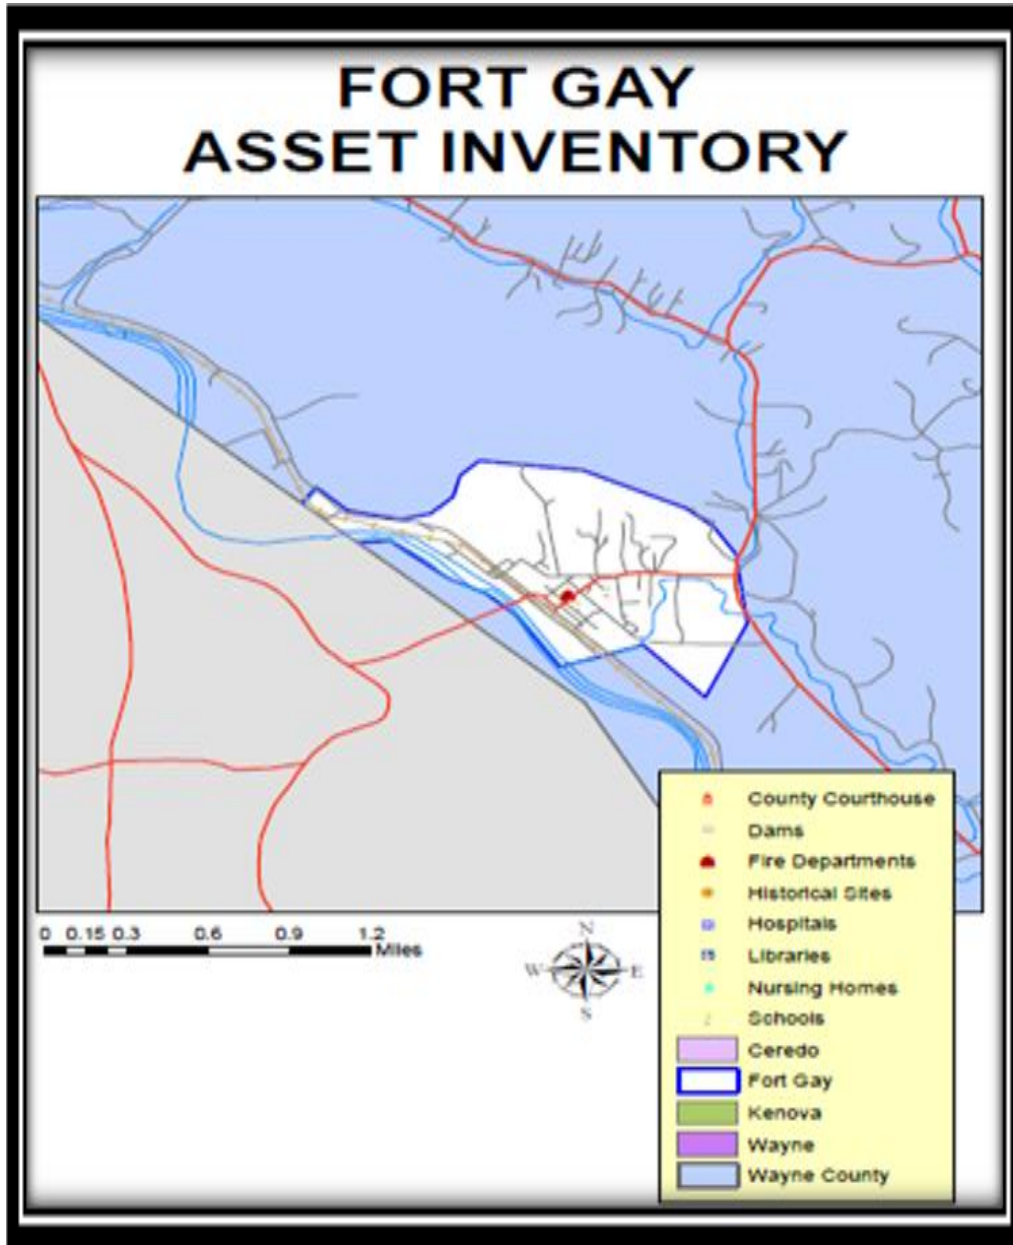 FORT GAY
ASSET INVENTORY
0 0.15 0.3 0.6 0.9 1.2
Miles
N
W E
S
County Courthouse
Dams
Fire Departments
Historical Sites
Hospitals
Libraries
Nursing Homes
Schools
Ceredo
Fort Gay
Kenova
Wayne
Wayne County